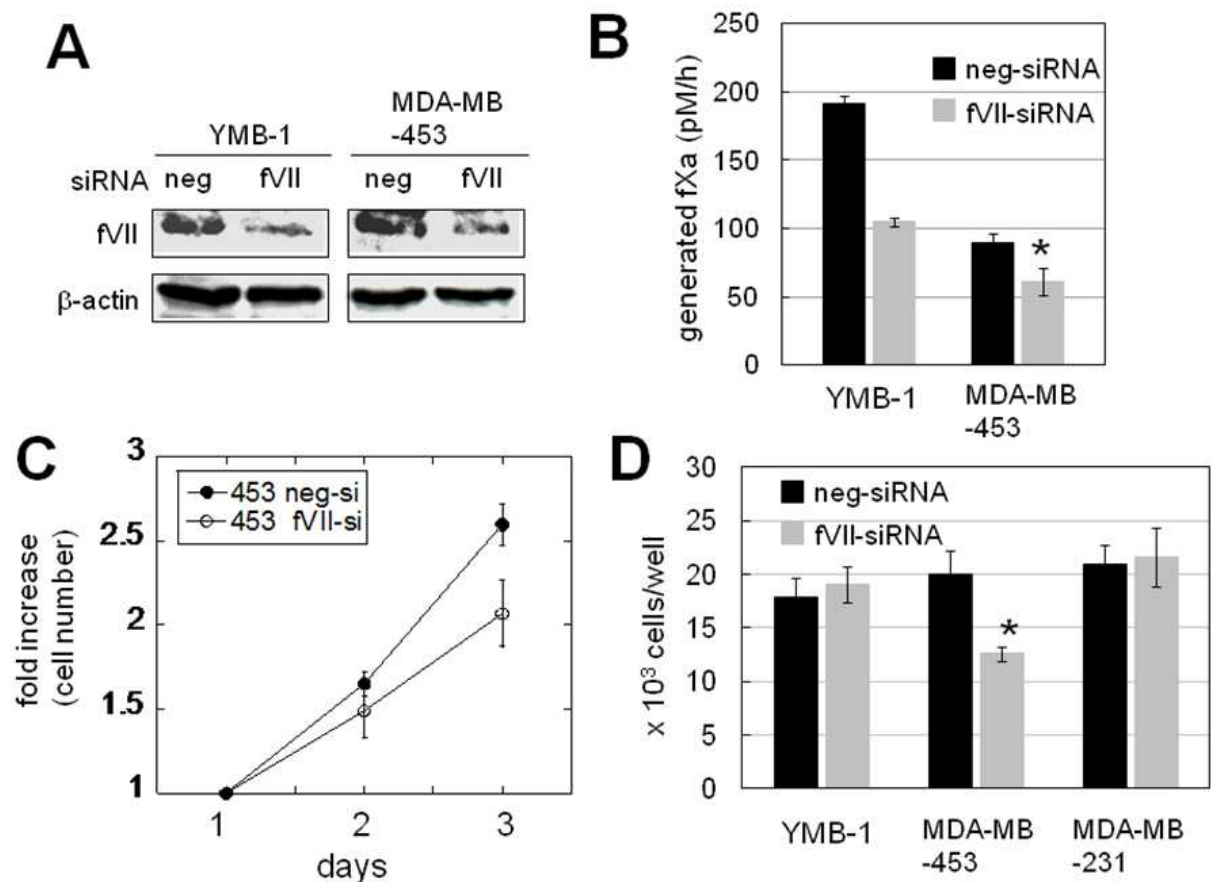 A
YMB-1
MDA-MB
-453
siRNA neg fVII neg fVII
fVII
β-actin
B
generated fXa (pM/h)
250
200
150
100
50
0
neg-siRNA
fVII-siRNA
*
YMB-1
MDA-MB
-453
C
fold increase
(cell number)
3
2.5
2
1.5
1
453 neg-si
453 fVII-si
1 2 3
days
D
x 10³ cells/well
30
25
20
15
10
5
0
neg-siRNA
fVII-siRNA
*
YMB-1
MDA-MB
-453
MDA-MB
-231